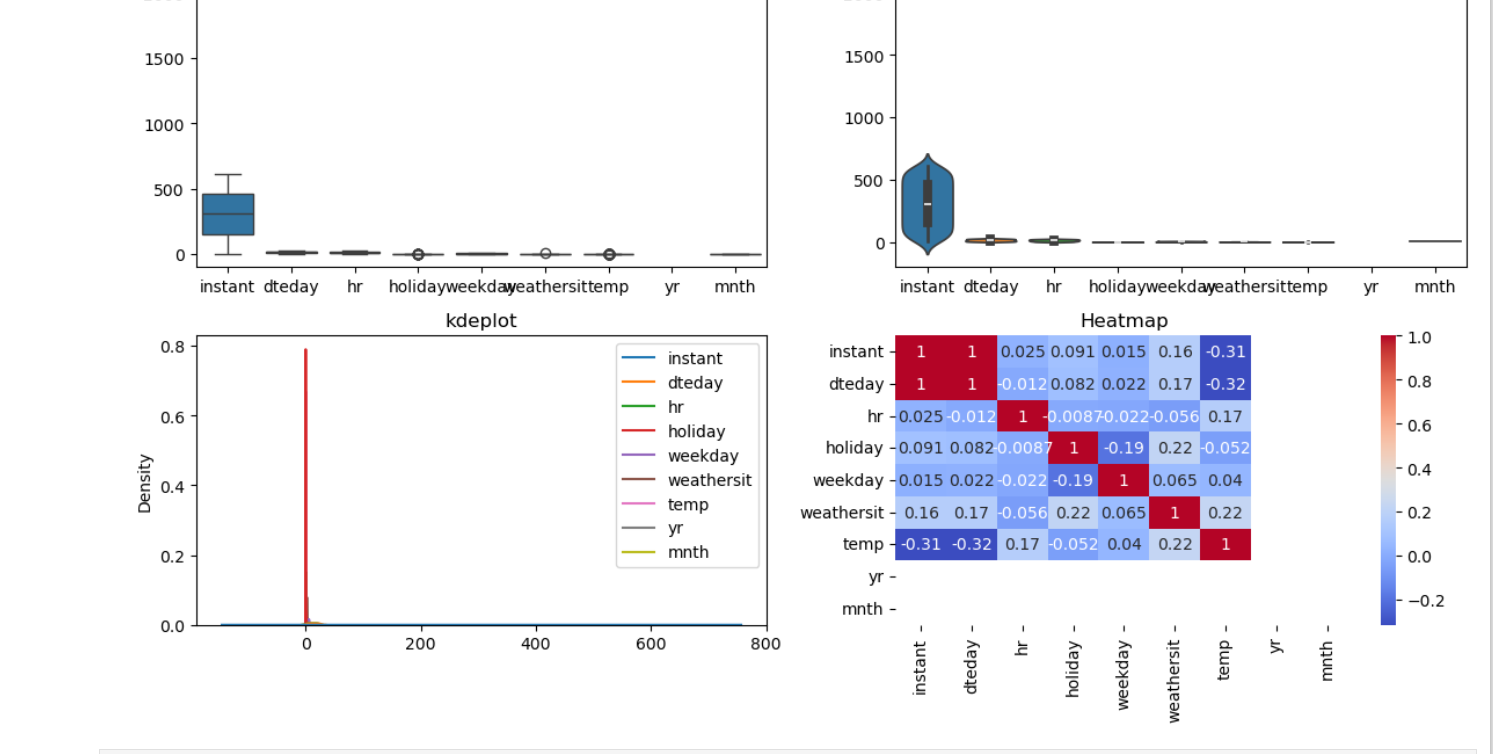 1500
1000
500
0
instant dteday hr holiday weekday weathersit temp yr mnth
1500
1000
500
0
instant dteday hr holiday weekday weathersit temp yr mnth
kdeplot
Density
0.8
0.6
0.4
0.2
0.0
0 200 400 600 800
instant
dteday
hr
holiday
weekday
weathersit
temp
yr
mnth
Heatmap
instant 1 1 0.025 0.091 0.015 0.16 -0.31
dteday 1 1 -0.012 0.082 0.022 0.17 -0.32
hr 0.025 -0.012 1 -0.0087 -0.022 -0.056 0.17
holiday 0.091 0.082 -0.0087 1 -0.19 0.22 -0.052
weekday 0.015 0.022 -0.022 -0.19 1 0.065 0.04
weathersit 0.16 0.17 -0.056 0.22 0.065 1 0.22
temp -0.31 -0.32 0.17 -0.052 0.04 0.22 1
yr
mnth
instant dteday hr holiday weekday weathersit temp yr mnth
1.0
0.8
0.6
0.4
0.2
0.0
−0.2